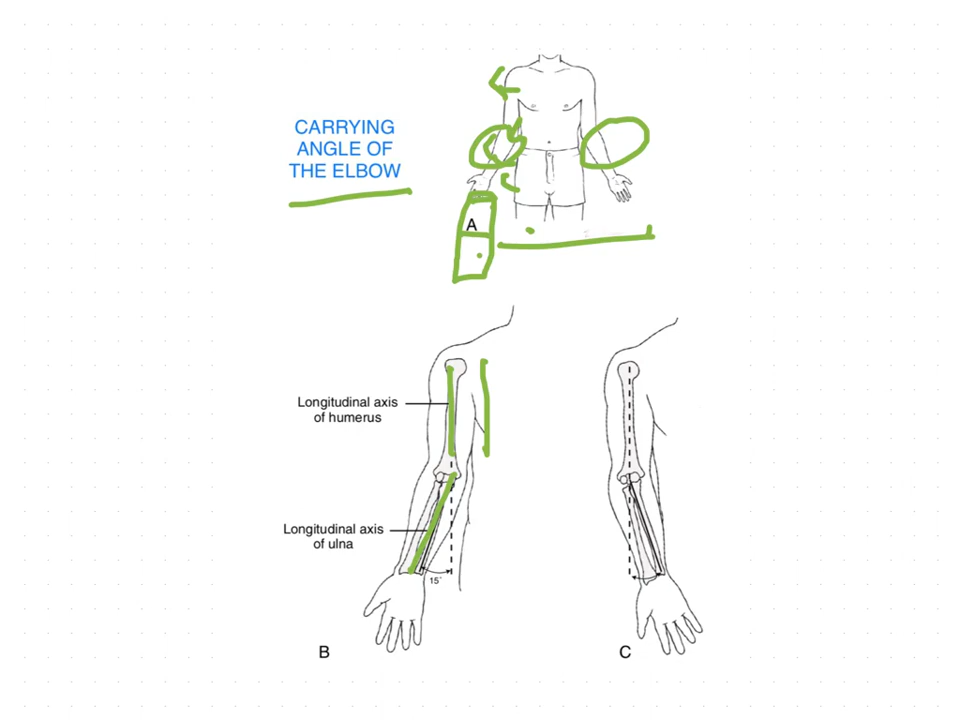 CARRYING
ANGLE OF
THE ELBOW
A
Longitudinal axis
of humerus
Longitudinal axis
of ulna
15°
B
C